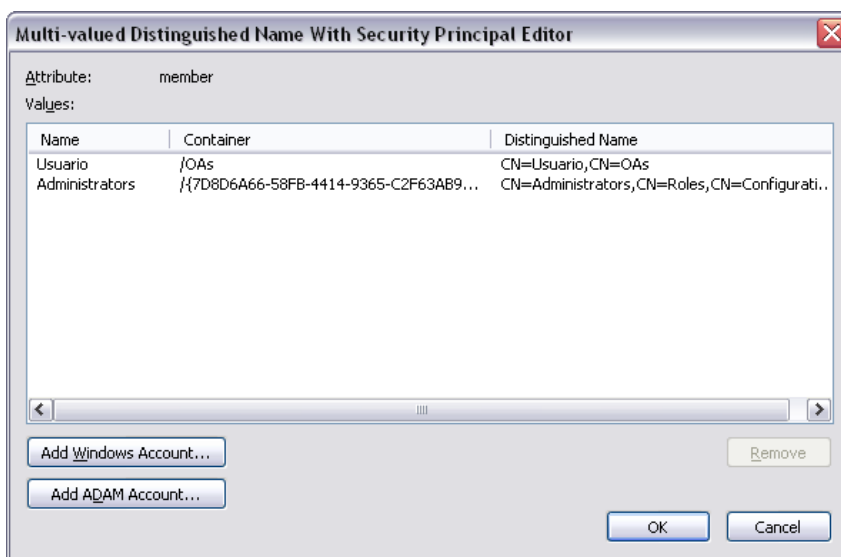 Multi-valued Distinguished Name With Security Principal Editor
Attribute: member
Values:
Name Container Distinguished Name
Usuario /OAs CN=Usuario,CN=OAs
Administrators /{7D8D6A66-58FB-4414-9365-C2F63AB9... CN=Administrators,CN=Roles,CN=Configurati..
Add Windows Account... Remove
Add ADAM Account...
OK Cancel